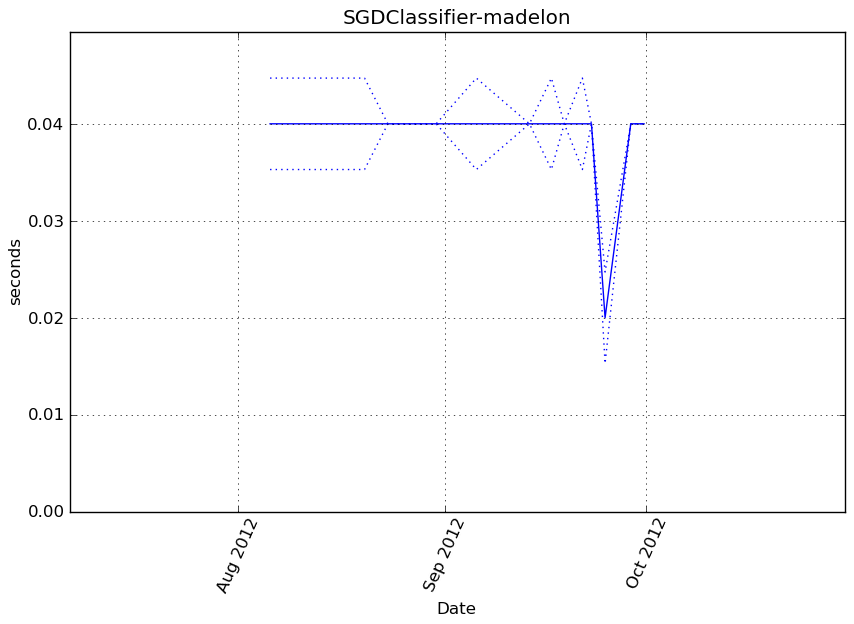 SGDClassifier-madelon
0.04
0.03
0.02
0.01
0.00
seconds
Aug 2012
Sep 2012
Oct 2012
Date